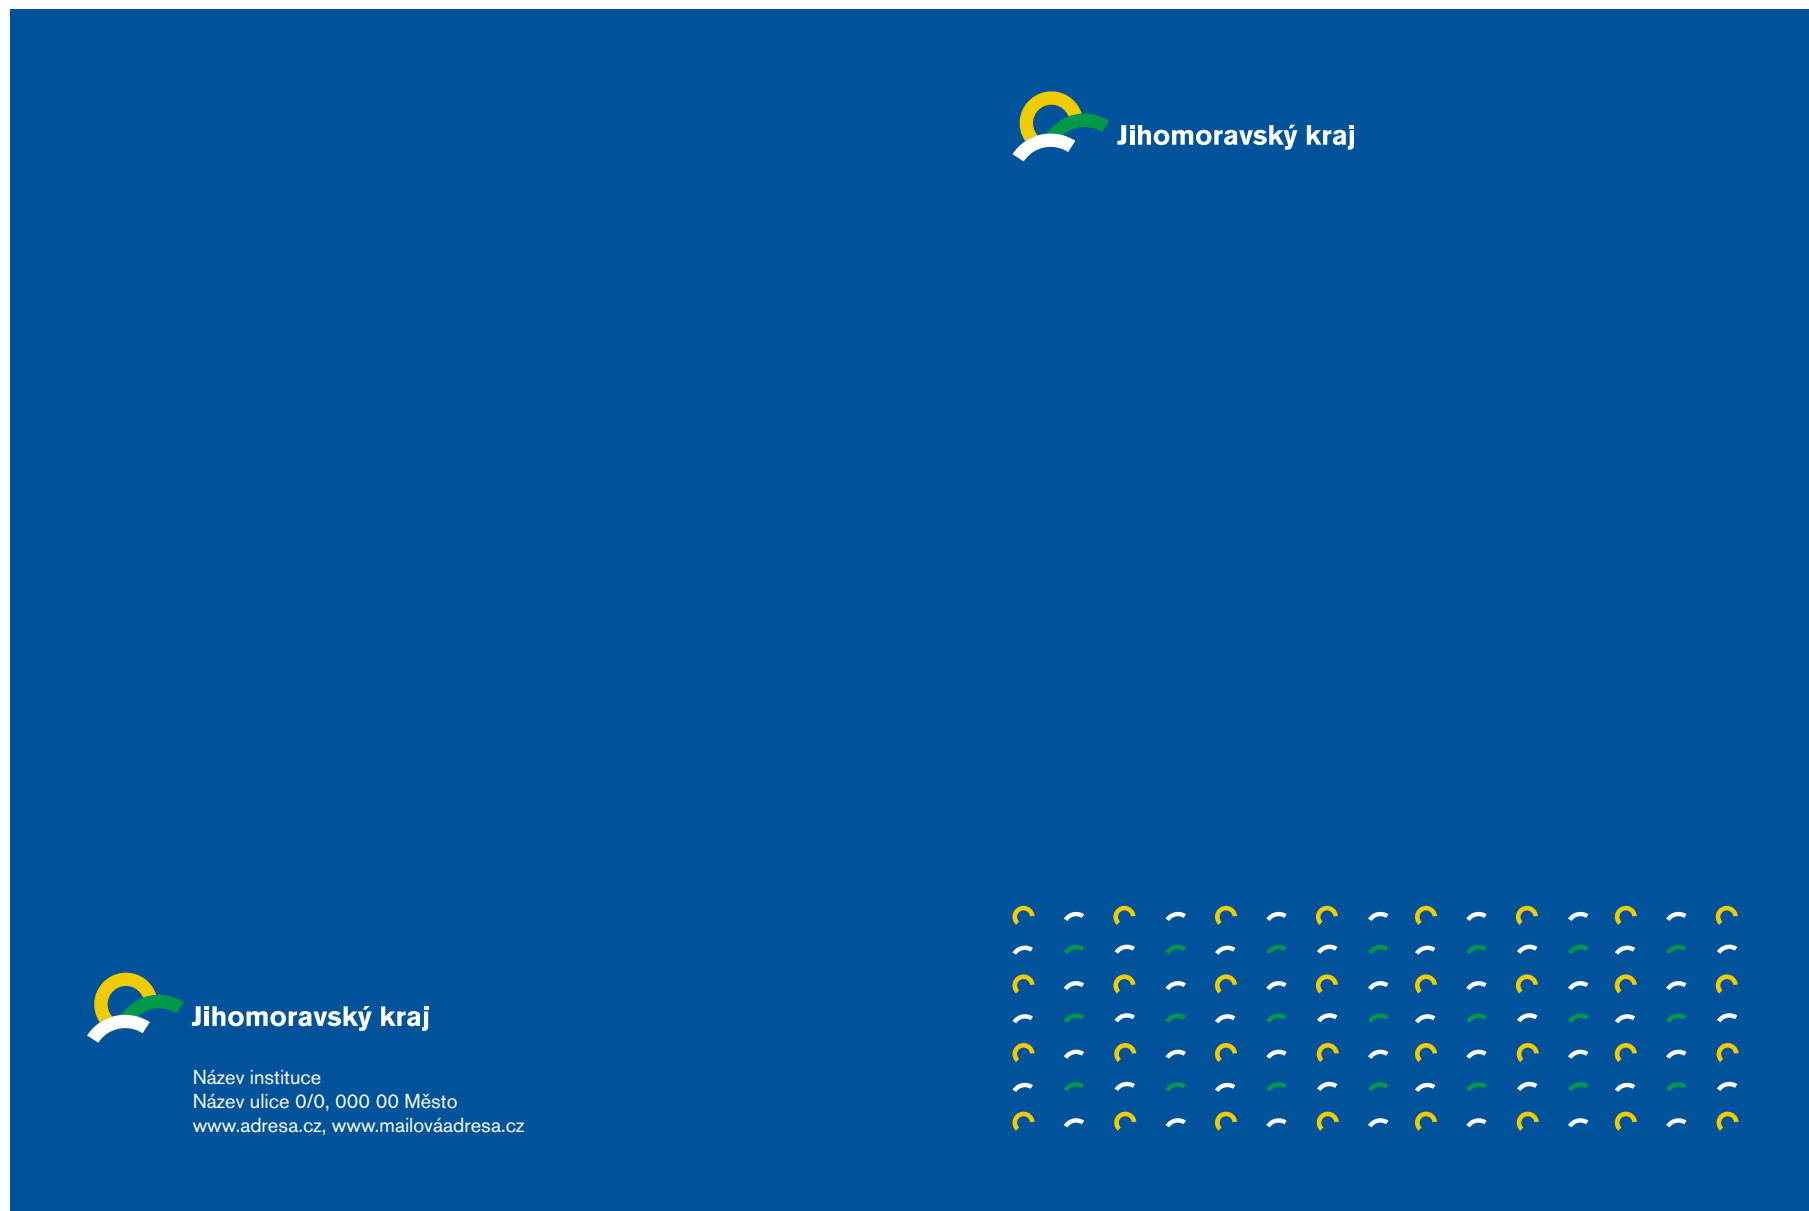 Jihomoravský kraj
Jihomoravský kraj
Název instituce
Název ulice 0/0, 000 00 Město
www.adresa.cz, www.mailováadresa.cz